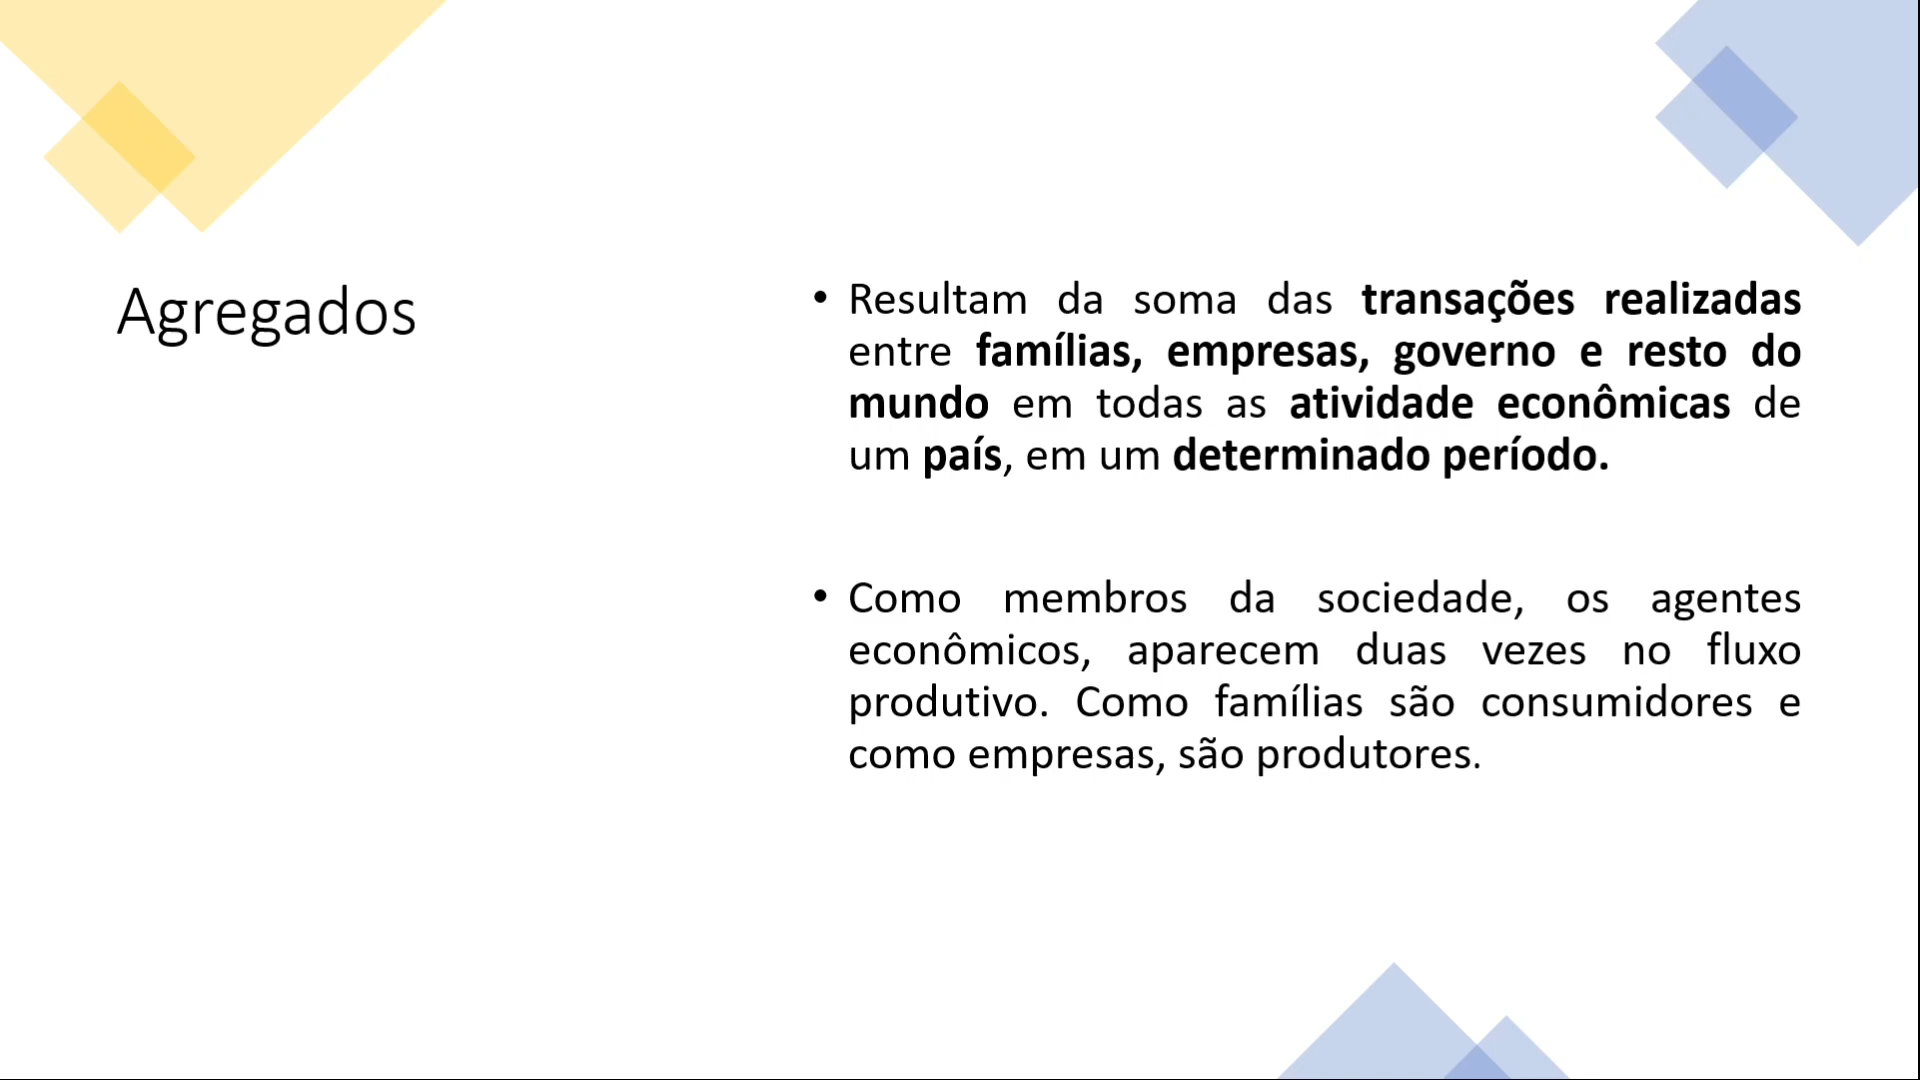 Agregados
• Resultam da soma das transações realizadas
entre famílias, empresas, governo e resto do
mundo em todas as atividade econômicas de
um país, em um determinado período.
• Como membros da sociedade, os agentes
econômicos, aparecem duas vezes no fluxo
produtivo. Como famílias são consumidores e
como empresas, são produtores.